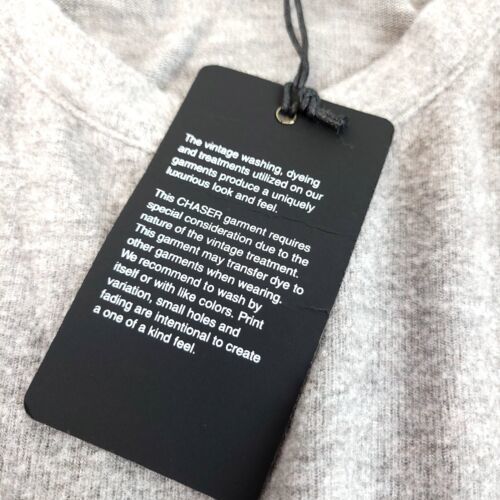 The vintage washing, dyeing
and treatments utilized on our
garments produce a uniquely
luxurious look and feel.
This CHASER garment requires
special consideration due to the
nature of the vintage treatment.
This garment may transfer dye to
other garments when wearing.
We recommend to wash by
itself or with like colors. Print
variation, small holes and
fading are intentional to create
a one of a kind feel.